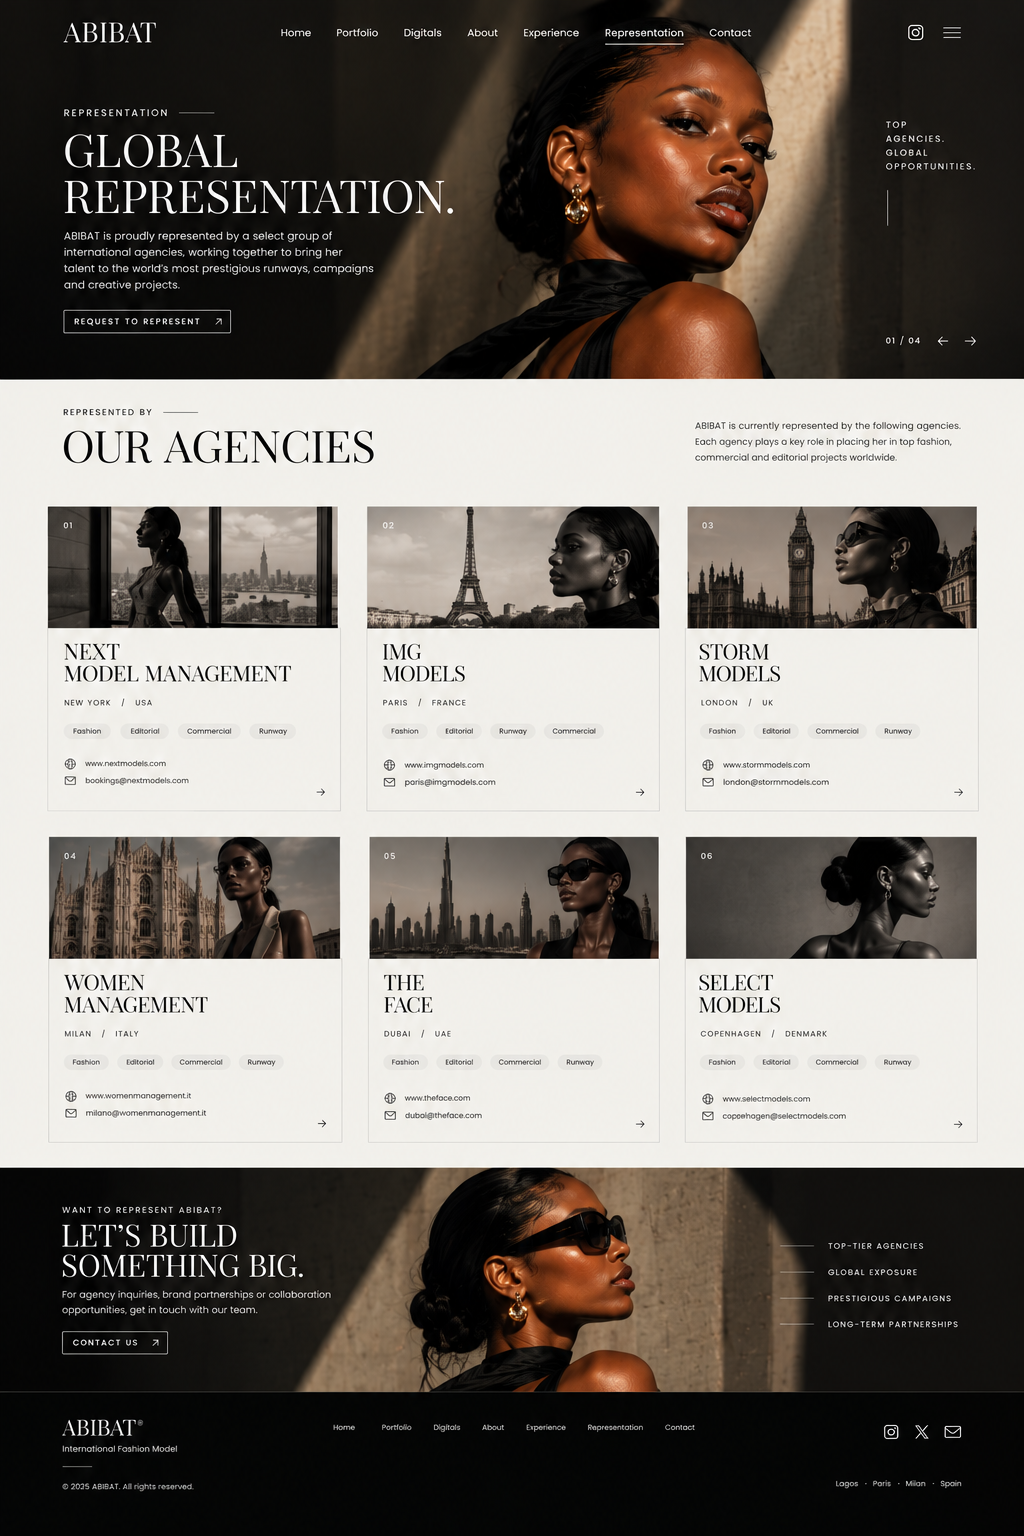 ABIBAT
Home Portfolio Digitals About Experience Representation Contact
REPRESENTATION
GLOBAL
REPRESENTATION.
ABIBAT is proudly represented by a select group of
international agencies, working together to bring her
talent to the world's most prestigious runways, campaigns
and creative projects.
REQUEST TO REPRESENT
TOP
AGENCIES.
GLOBAL
OPPORTUNITIES.
01 / 04
REPRESENTED BY
OUR AGENCIES
ABIBAT is currently represented by the following agencies.
Each agency plays a key role in placing her in top fashion,
commercial and editorial projects worldwide.
01
NEXT
MODEL MANAGEMENT
NEW YORK / USA
Fashion Editorial Commercial Runway
www.nextmodels.com
bookings@nextmodels.com
02
IMG
MODELS
PARIS / FRANCE
Fashion Editorial Runway Commercial
www.imgmodels.com
paris@imgmodels.com
03
STORM
MODELS
LONDON / UK
Fashion Editorial Commercial Runway
www.stormmodels.com
london@stormmodels.com
04
WOMEN
MANAGEMENT
MILAN / ITALY
Fashion Editorial Commercial Runway
www.womenmanagement.it
milano@womenmanagement.it
05
THE
FACE
DUBAI / UAE
Fashion Editorial Commercial Runway
www.theface.com
dubai@theface.com
06
SELECT
MODELS
COPENHAGEN / DENMARK
Fashion Editorial Commercial Runway
www.selectmodels.com
copenhagen@selectmodels.com
WANT TO REPRESENT ABIBAT?
LET'S BUILD
SOMETHING BIG.
For agency inquiries, brand partnerships or collaboration
opportunities, get in touch with our team.
CONTACT US
TOP-TIER AGENCIES
GLOBAL EXPOSURE
PRESTIGIOUS CAMPAIGNS
LONG-TERM PARTNERSHIPS
ABIBAT®
International Fashion Model
© 2025 ABIBAT. All rights reserved.
Home Portfolio Digitals About Experience Representation Contact
Lagos · Paris · Milan · Spain